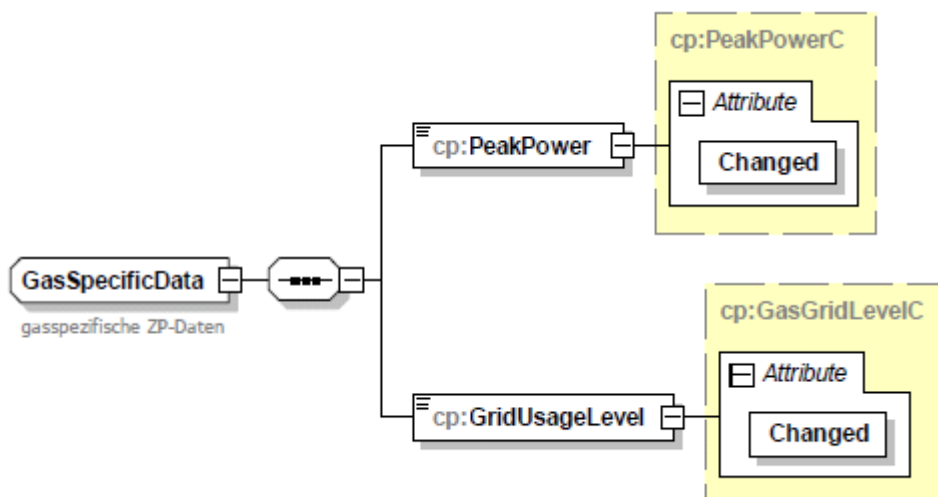 cp:PeakPowerC
Attribute
cp:PeakPower
Changed
GasSpecificData
gasspezifische ZP-Daten
cp:GasGridLevelC
Attribute
cp:GridUsageLevel
Changed